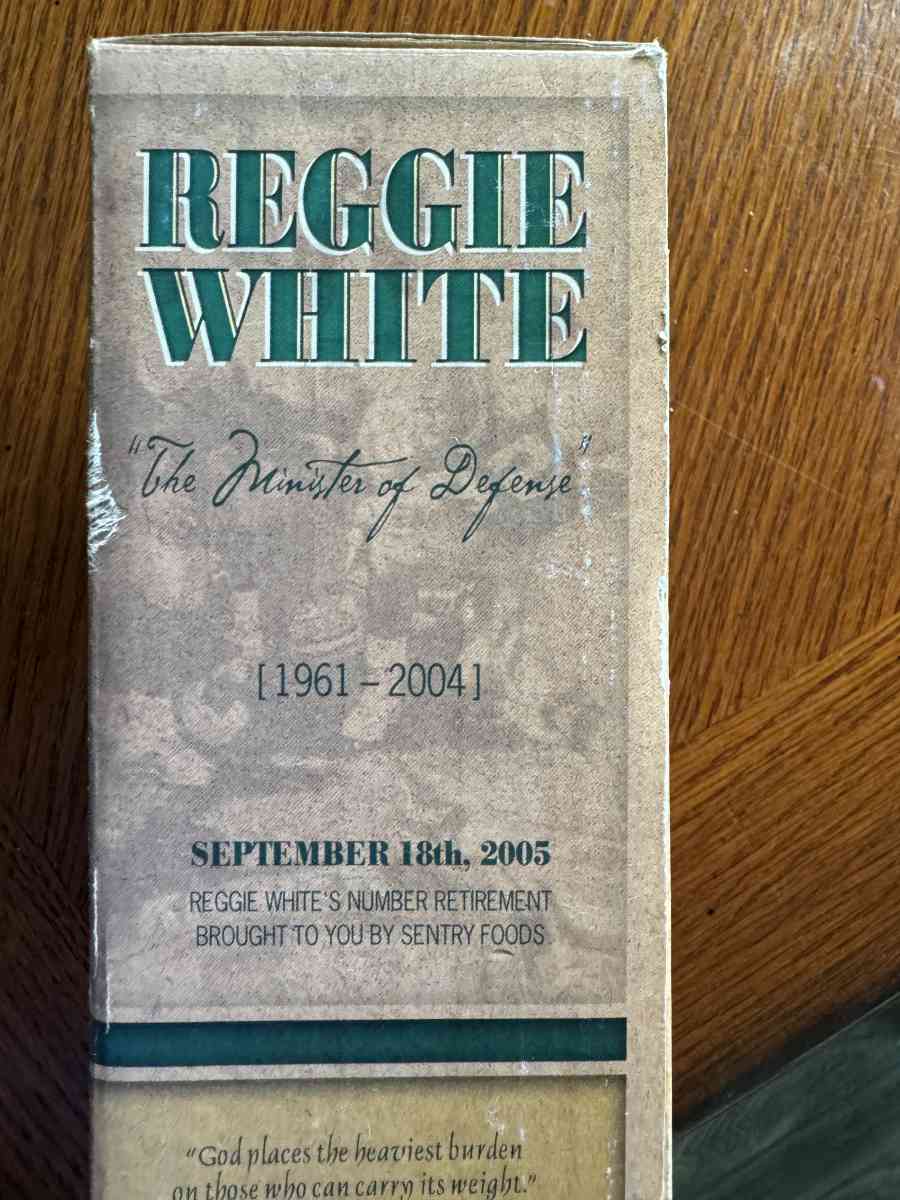 REGGIE
WHITE
"The Minister of Defense"
[1961 – 2004]
SEPTEMBER 18th, 2005
REGGIE WHITE'S NUMBER RETIREMENT
BROUGHT TO YOU BY SENTRY FOODS
"God places the heaviest burden
on those who can carry its weight."